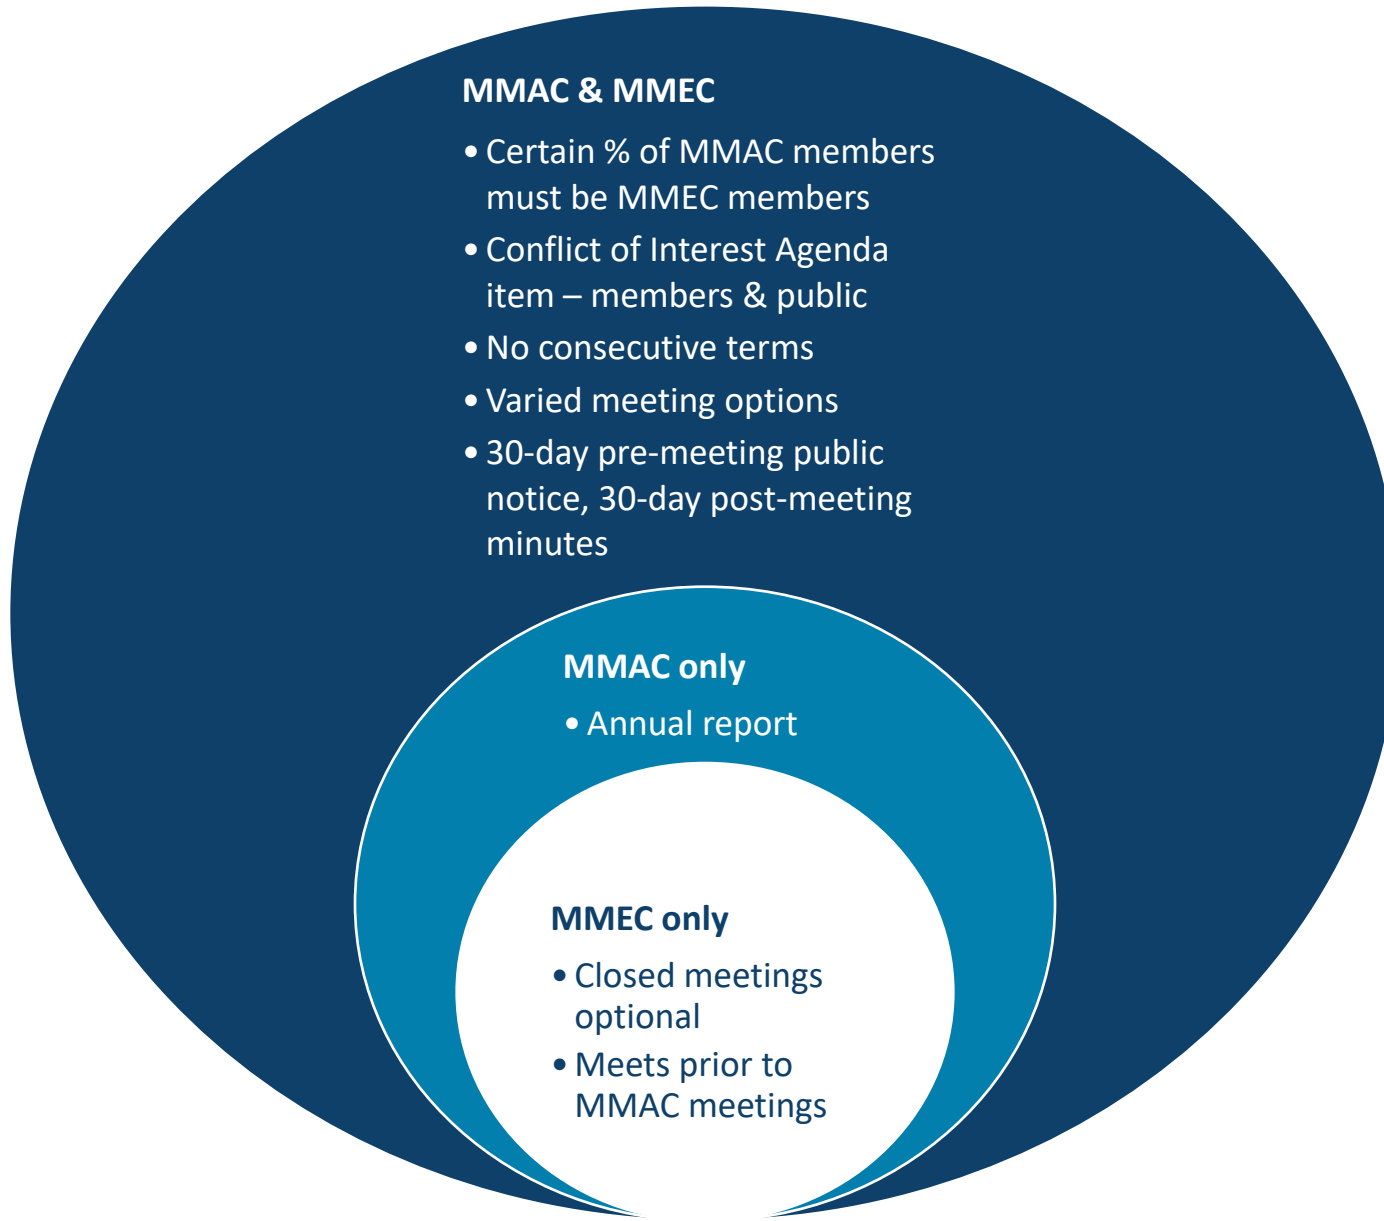 MMAC & MMEC
• Certain % of MMAC members
must be MMEC members
• Conflict of Interest Agenda
item – members & public
• No consecutive terms
• Varied meeting options
• 30-day pre-meeting public
notice, 30-day post-meeting
minutes
MMAC only
• Annual report
MMEC only
• Closed meetings
optional
• Meets prior to
MMAC meetings